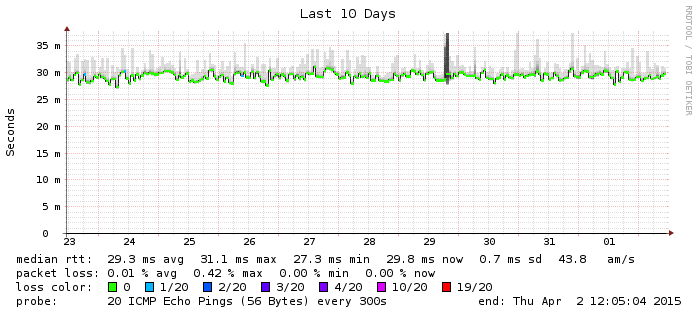 Last 10 Days
RRDTOOL / TOBI OETIKER
Seconds
35 m
30 m
25 m
20 m
15 m
10 m
5 m
0
23 24 25 26 27 28 29 30 31 01
median rtt: 29.3 ms avg 31.1 ms max 27.3 ms min 29.8 ms now 0.7 ms sd 43.8 am/s
packet loss: 0.01 % avg 0.42 % max 0.00 % min 0.00 % now
loss color: 0 1/20 2/20 3/20 4/20 10/20 19/20
probe: 20 ICMP Echo Pings (56 Bytes) every 300s end: Thu Apr 2 12:05:04 2015